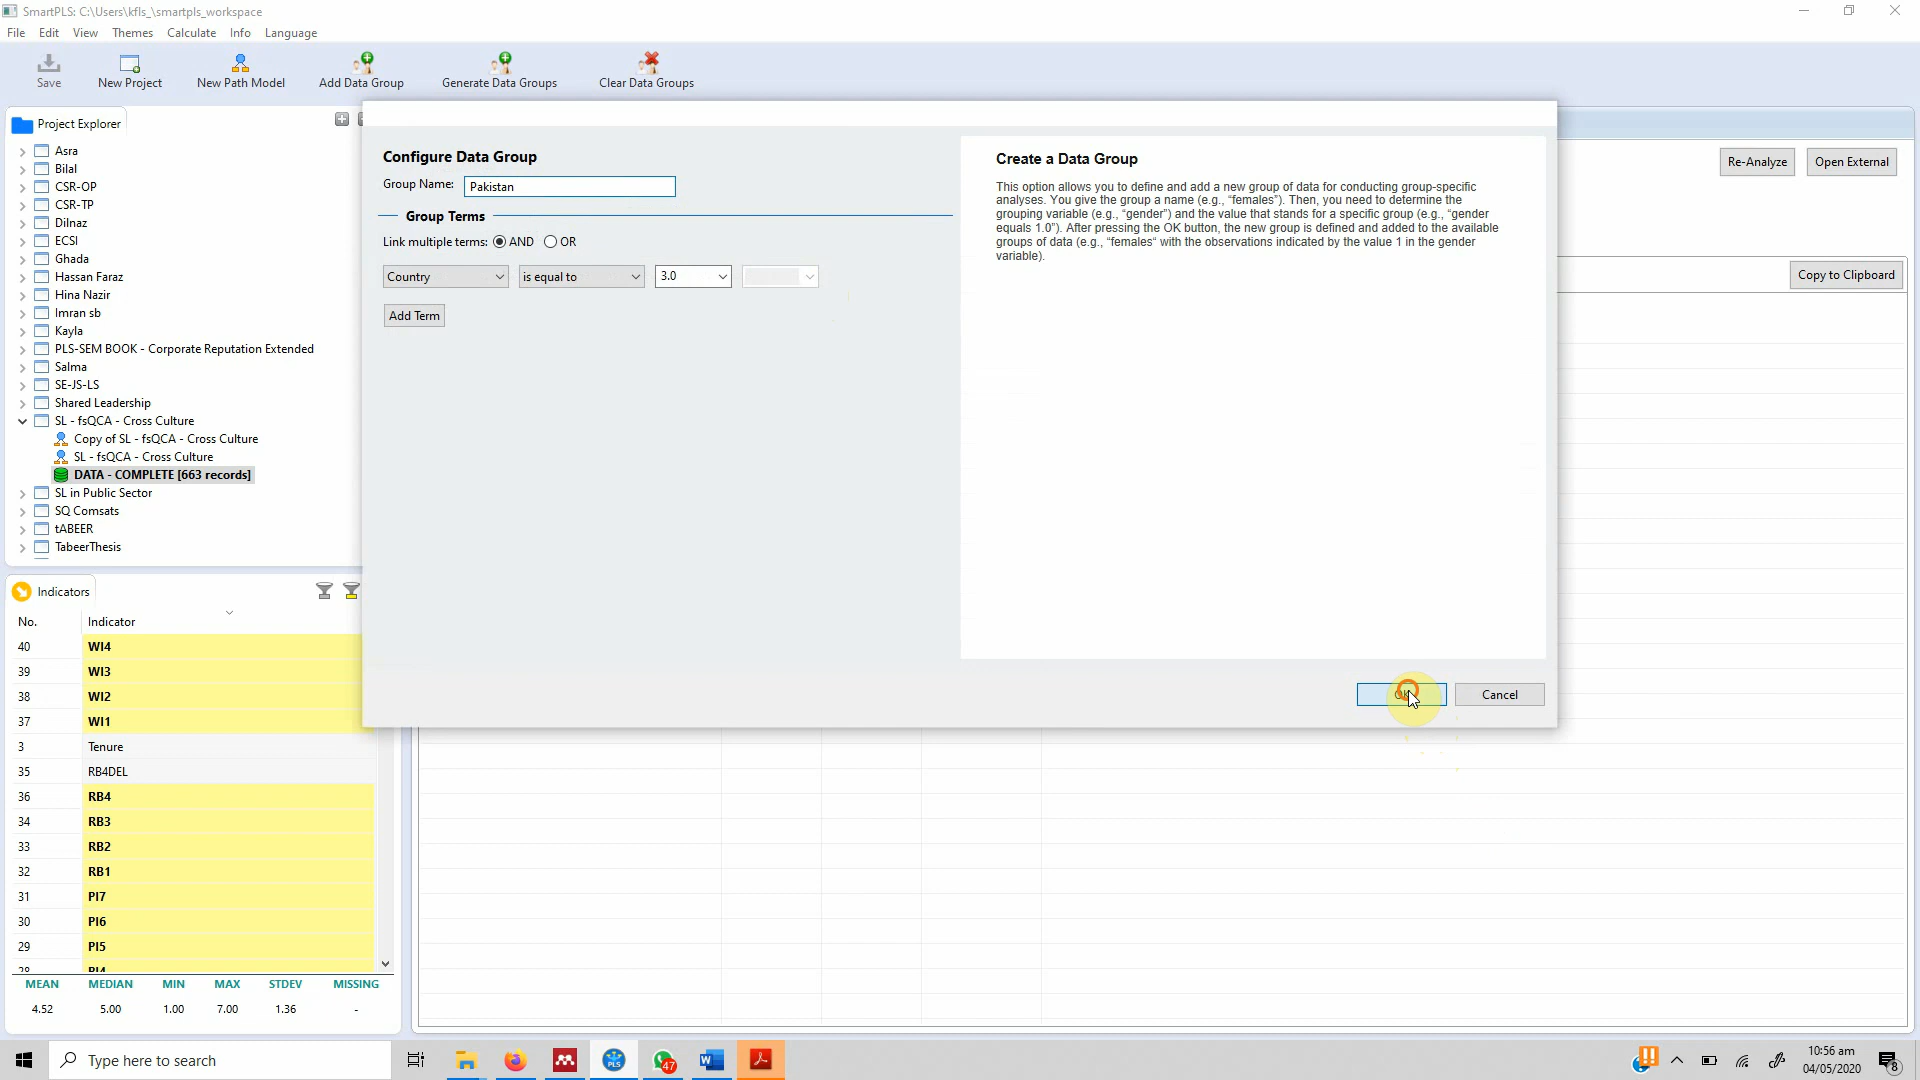 SmartPLS: C:\Users\kfls_\smartpls_workspace
File Edit View Themes Calculate Info Language
Save New Project New Path Model Add Data Group Generate Data Groups Clear Data Groups
Project Explorer
Asra
Bilal
CSR-OP
CSR-TP
Dilnaz
ECSI
Ghada
Hassan Faraz
Hina Nazir
Imran sb
Kayla
PLS-SEM BOOK - Corporate Reputation Extended
Salma
SE-JS-LS
Shared Leadership
SL - fsQCA - Cross Culture
Copy of SL - fsQCA - Cross Culture
SL - fsQCA - Cross Culture
DATA - COMPLETE [663 records]
SL in Public Sector
SQ Comsats
tABEER
TabeerThesis
Configure Data Group
Group Name: Pakistan
Group Terms
Link multiple terms: AND OR
Country is equal to 3.0
Add Term
Create a Data Group
This option allows you to define and add a new group of data for conducting group-specific
analyses. You give the group a name (e.g., “females”). Then, you need to determine the
grouping variable (e.g., “gender”) and the value that stands for a specific group (e.g., “gender
equals 1.0”). After pressing the OK button, the new group is defined and added to the available
groups of data (e.g., “females“ with the observations indicated by the value 1 in the gender
variable).
Cancel
Re-Analyze Open External
Copy to Clipboard
Indicators
No. Indicator
40 WI4
39 WI3
38 WI2
37 WI1
3 Tenure
35 RB4DEL
36 RB4
34 RB3
33 RB2
32 RB1
31 PI7
30 PI6
29 PI5
28 PI4
MEAN MEDIAN MIN MAX STDEV MISSING
4.52 5.00 1.00 7.00 1.36 -
Type here to search
PLS
47
10:56 am
04/05/2020
8